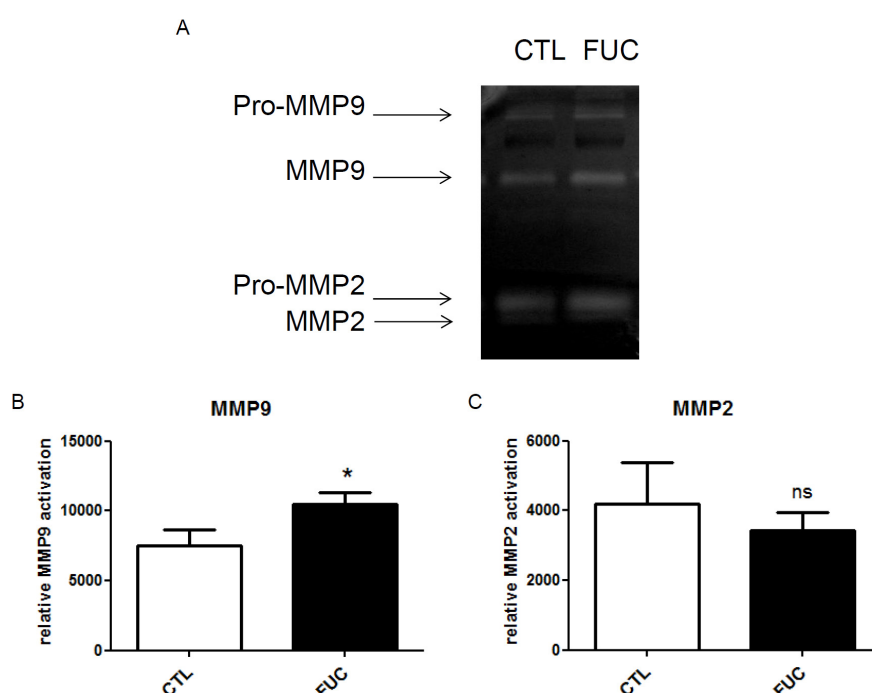 A
CTL FUC
Pro-MMP9
MMP9
Pro-MMP2
MMP2
B
MMP9
relative MMP9 activation
15000
10000
5000
0
*
CTL
FUC
C
MMP2
relative MMP2 activation
6000
4000
2000
0
ns
CTL
FUC